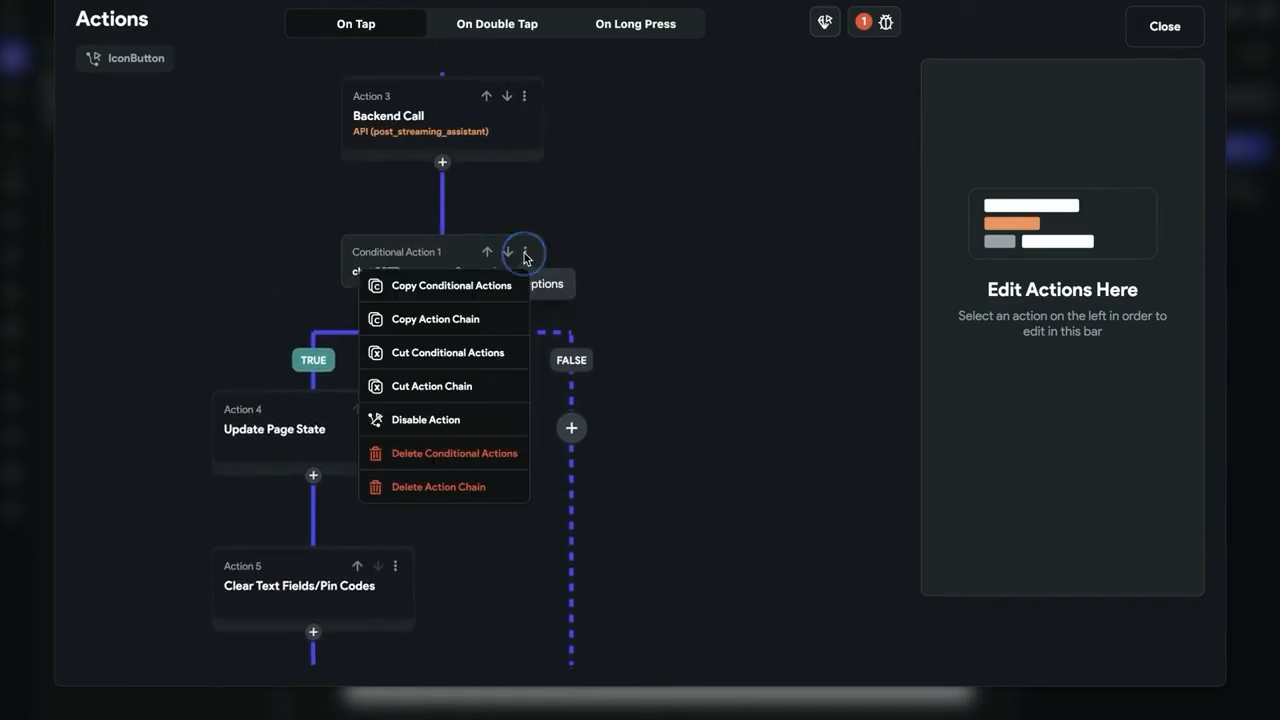 Actions
On Tap
On Double Tap
On Long Press
1
Close
IconButton
Action 3
Backend Call
API (post_streaming_assistant)
Conditional Action 1
ptions
Copy Conditional Actions
Copy Action Chain
Cut Conditional Actions
Cut Action Chain
Disable Action
Delete Conditional Actions
Delete Action Chain
TRUE
FALSE
Action 4
Update Page State
Action 5
Clear Text Fields/Pin Codes
Edit Actions Here
Select an action on the left in order to
edit in this bar